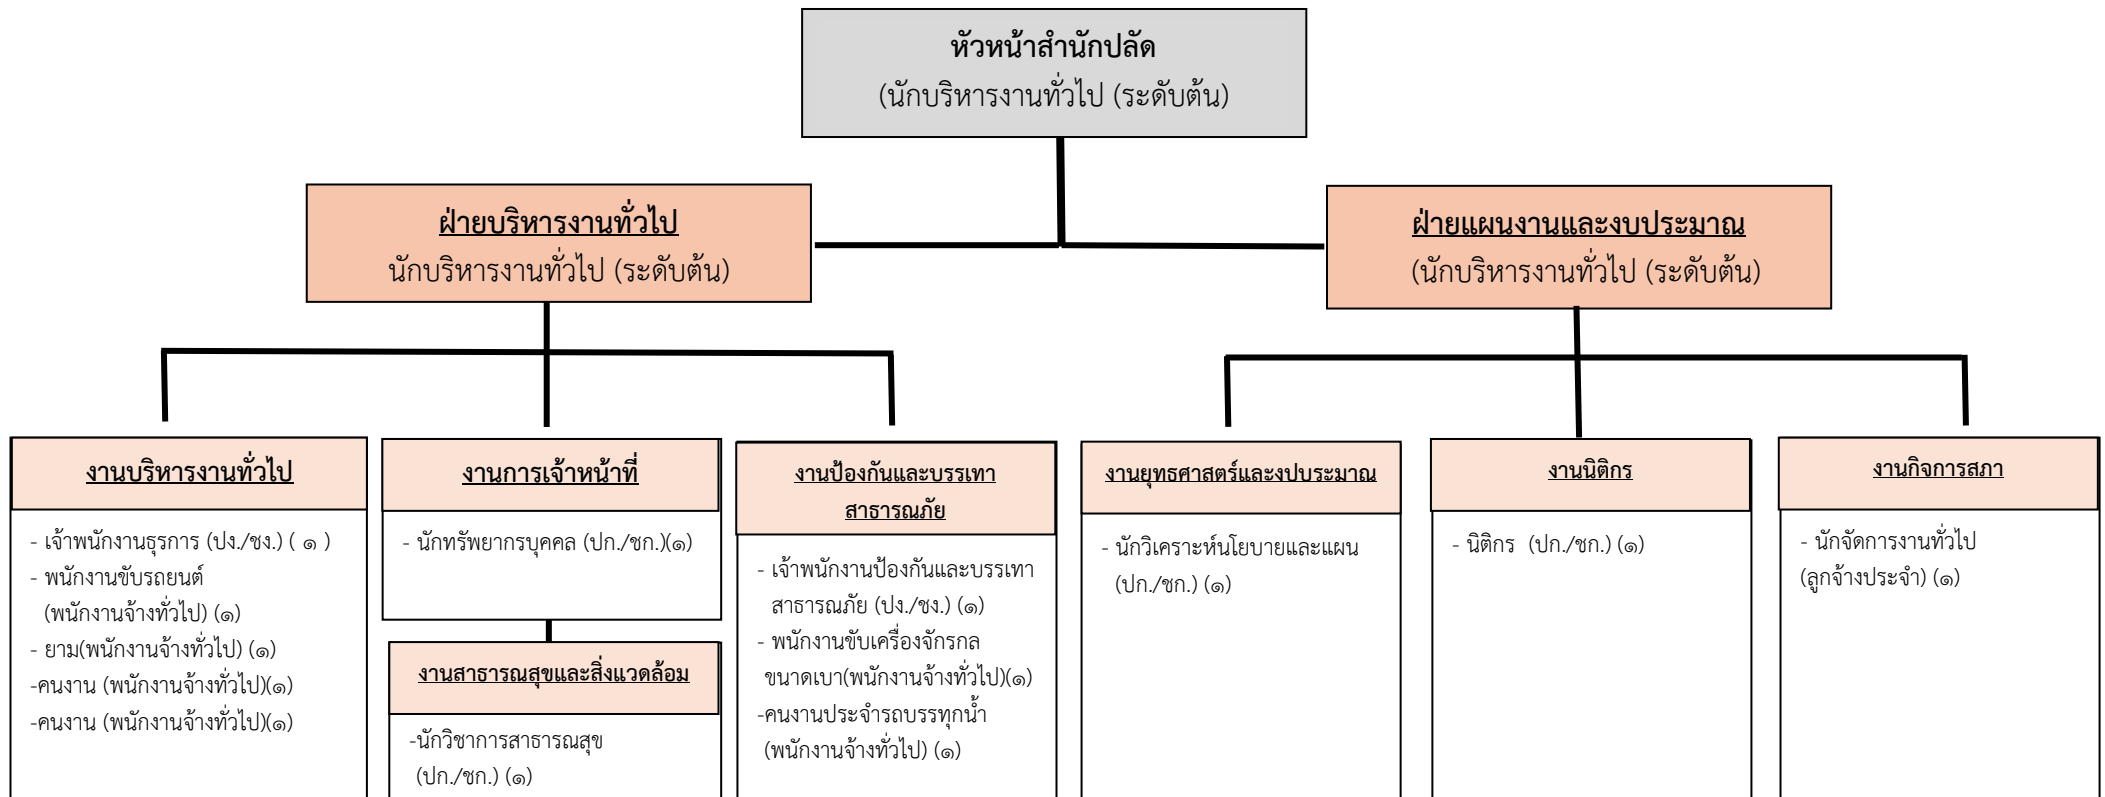 หัวหน้าสำนักปลัด
(นักบริหารงานทั่วไป (ระดับต้น)
ฝ่ายบริหารงานทั่วไป
นักบริหารงานทั่วไป (ระดับต้น)
ฝ่ายแผนงานและงบประมาณ
(นักบริหารงานทั่วไป (ระดับต้น)
งานบริหารงานทั่วไป
- เจ้าพนักงานธุรการ (ปง./ชง.) ( ๑ )
- พนักงานขับรถยนต์
(พนักงานจ้างทั่วไป) (๑)
- ยาม(พนักงานจ้างทั่วไป) (๑)
-คนงาน (พนักงานจ้างทั่วไป)(๑)
-คนงาน (พนักงานจ้างทั่วไป)(๑)
งานการเจ้าหน้าที่
- นักทรัพยากรบุคคล (ปก./ชก.)(๑)
งานสาธารณสุขและสิ่งแวดล้อม
-นักวิชาการสาธารณสุข
(ปก./ชก.) (๑)
งานป้องกันและบรรเทา
สาธารณภัย
- เจ้าพนักงานป้องกันและบรรเทา
สาธารณภัย (ปง./ชง.) (๑)
- พนักงานขับเครื่องจักรกล
ขนาดเบา(พนักงานจ้างทั่วไป)(๑)
-คนงานประจำรถบรรทุกน้ำ
(พนักงานจ้างทั่วไป) (๑)
งานยุทธศาสตร์และงปบระมาณ
- นักวิเคราะห์นโยบายและแผน
(ปก./ชก.) (๑)
งานนิติกร
- นิติกร (ปก./ชก.) (๑)
งานกิจการสภา
- นักจัดการงานทั่วไป
(ลูกจ้างประจำ) (๑)